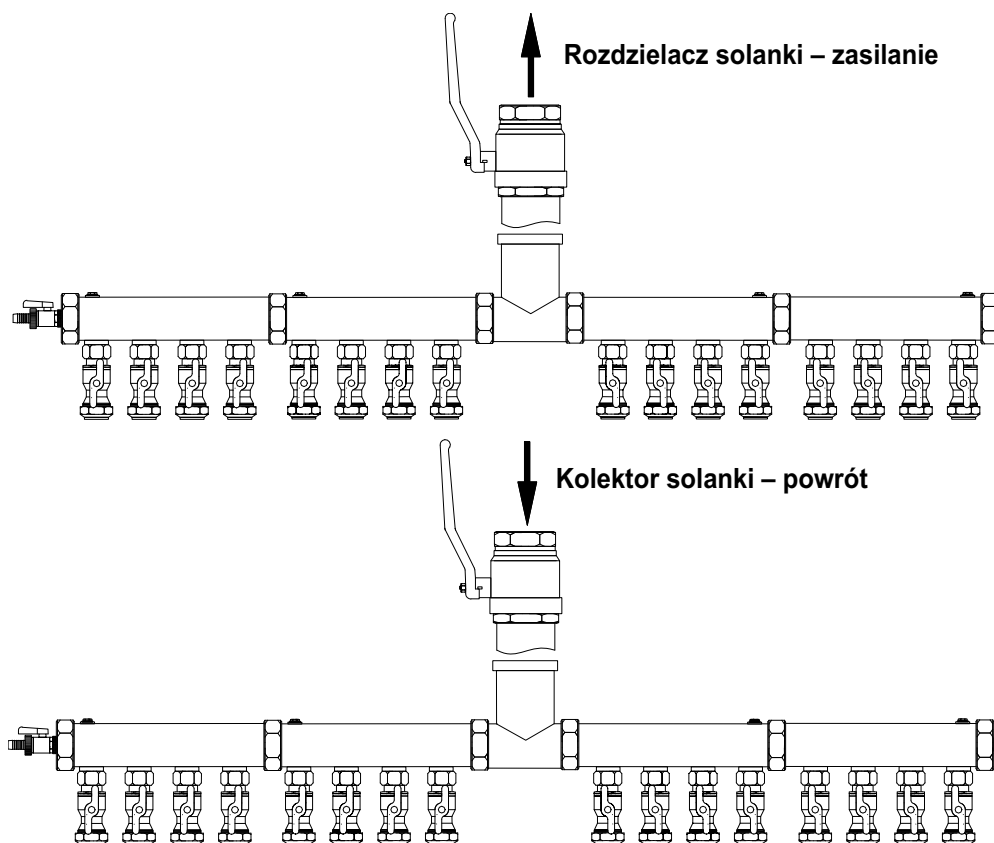 Rozdzielacz solanki – zasilanie
Kolektor solanki – powrót